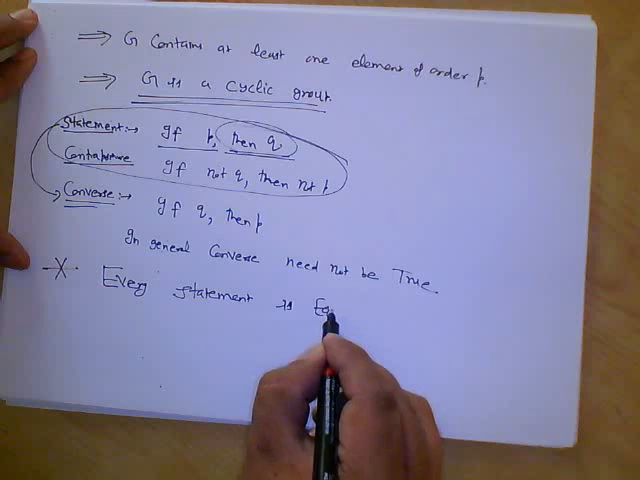 ⇒ G Contains at least one element of order p.
⇒ G is a cyclic group.
Statement:→ If p, then q
If not q, then not p
Converse:→ If q, then p
In general Converse need not be True.
Every statement is Eq